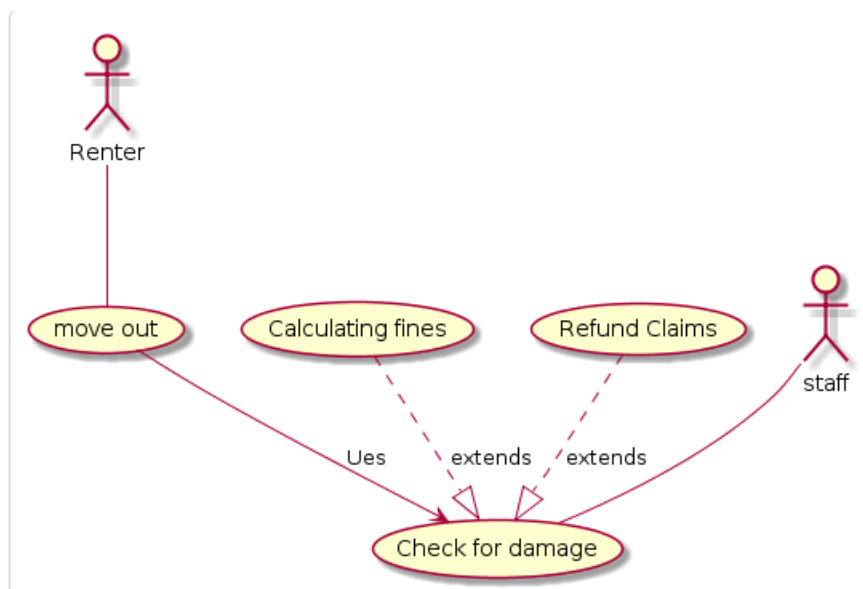 Renter
move out
Calculating fines
Refund Claims
staff
Ues
extends
extends
Check for damage